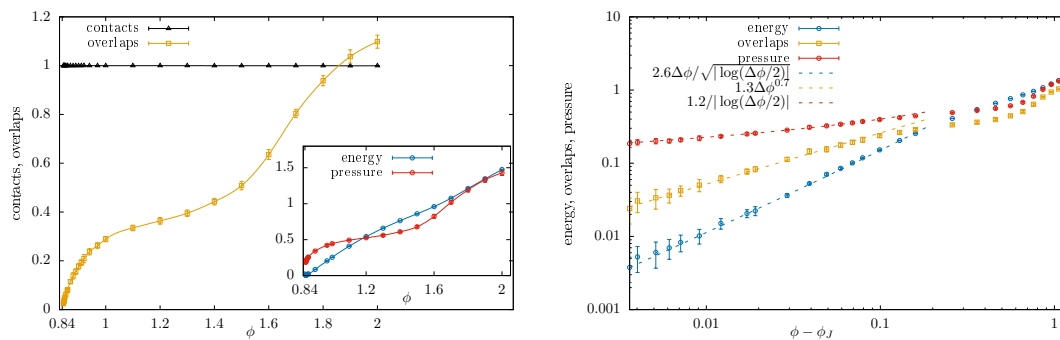 contacts
overlaps
contacts, overlaps
1.2
1
0.8
0.6
0.4
0.2
0
0.84 1 1.2 1.4 1.6 1.8 2
ϕ
energy
pressure
1.5
1
0.5
0
0.84 1.2 1.6 2
ϕ
energy
overlaps
pressure
2.6Δϕ/√|log(Δϕ/2)|
1.3Δϕ^0.7
1.2/|log(Δϕ/2)|
energy, overlaps, pressure
10
1
0.1
0.01
0.001
0.01 0.1 1
ϕ − ϕ_J